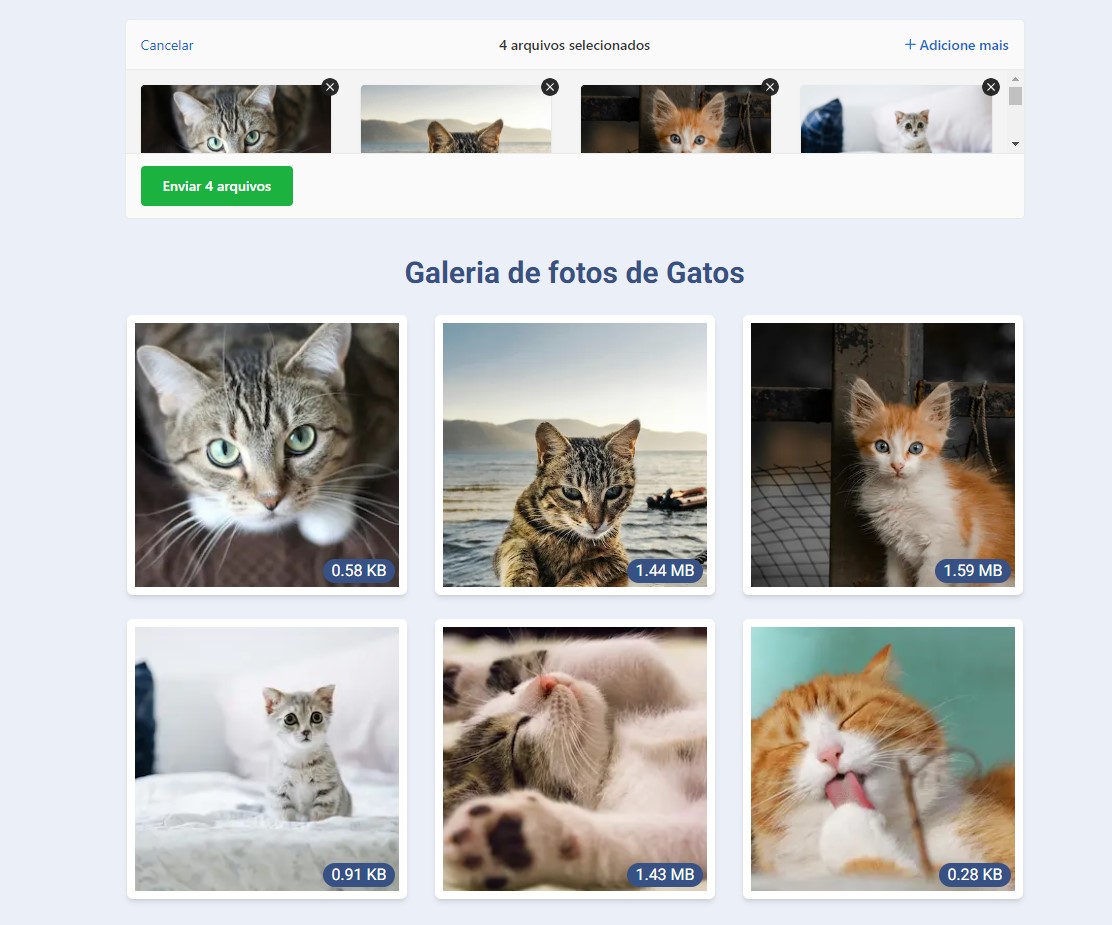 Cancelar
4 arquivos selecionados
+ Adicione mais
Enviar 4 arquivos
Galeria de fotos de Gatos
0.58 KB
1.44 MB
1.59 MB
0.91 KB
1.43 MB
0.28 KB